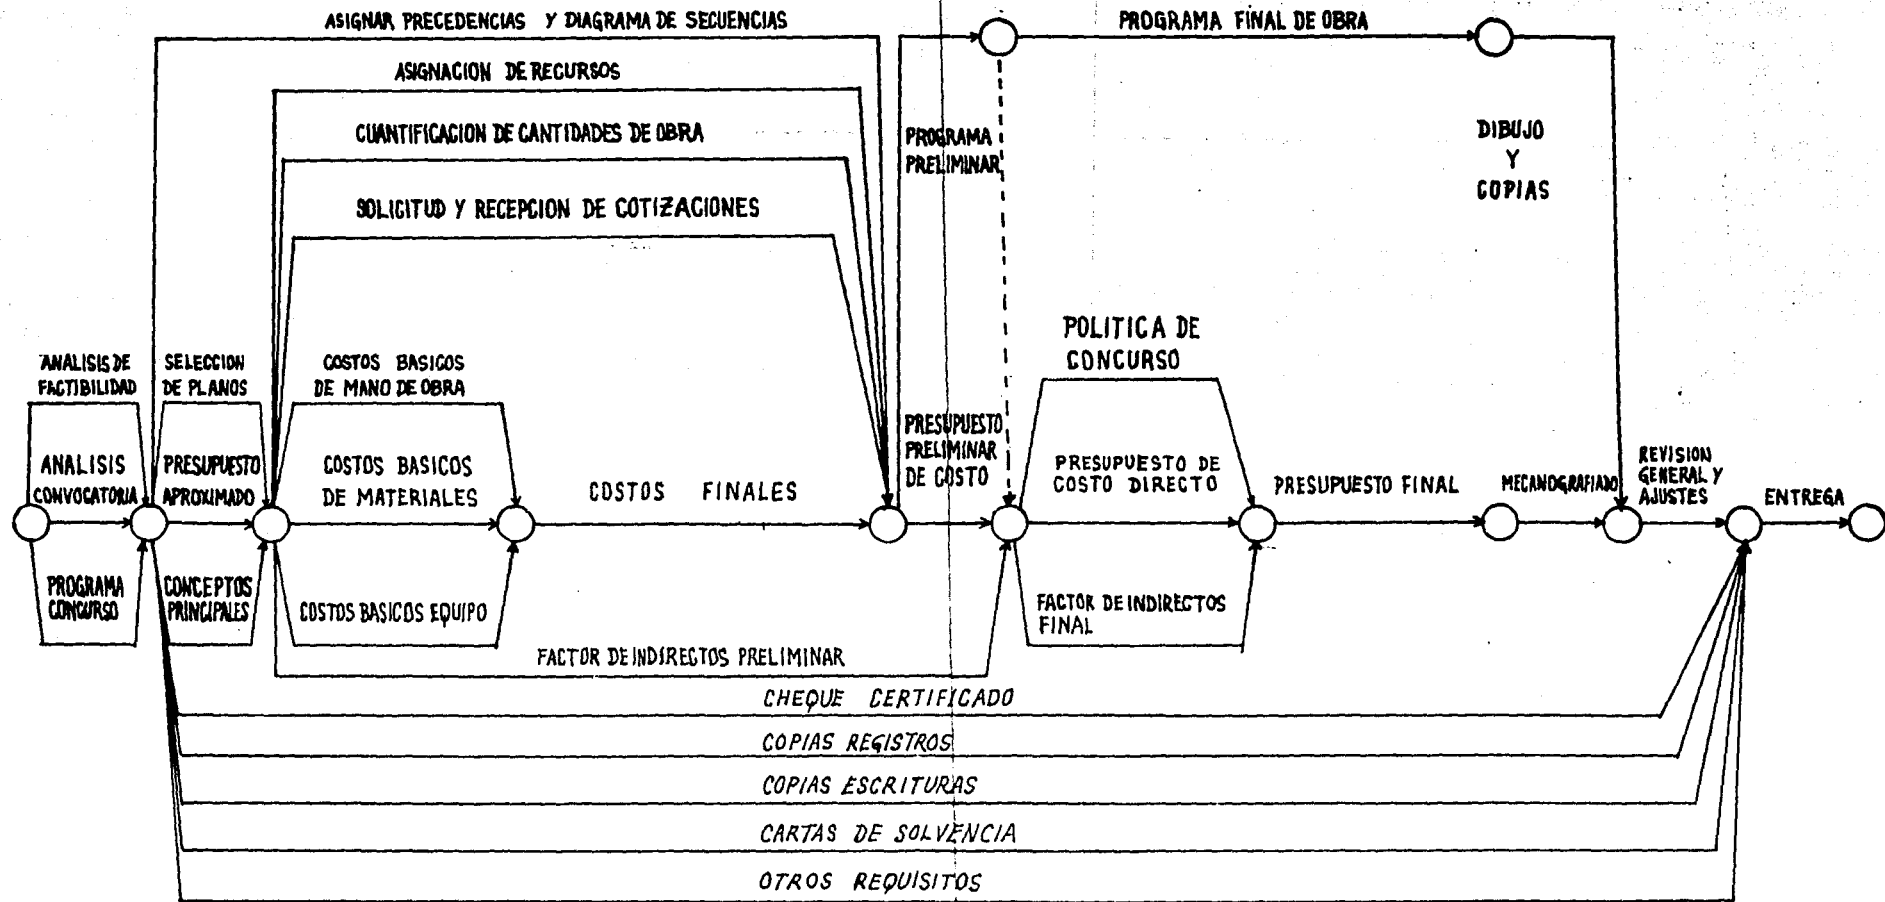 ASIGNAR PRECEDENCIAS Y DIAGRAMA DE SECUENCIAS
PROGRAMA FINAL DE OBRA
ASIGNACION DE RECURSOS
CUANTIFICACION DE CANTIDADES DE OBRA
PROGRAMA
PRELIMINAR
DIBUJO
Y
COPIAS
SOLICITUD Y RECEPCION DE COTIZACIONES
POLITICA DE
CONCURSO
ANALISIS DE
FACTIBILIDAD
SELECCION
DE PLANOS
COSTOS BASICOS
DE MANO DE OBRA
PRESUPUESTO
PRELIMINAR
DE COSTO
ANALISIS
CONVOCATORIA
PRESUPUESTO
APROXIMADO
COSTOS BASICOS
DE MATERIALES
COSTOS FINALES
PRESUPUESTO DE
COSTO DIRECTO
PRESUPUESTO FINAL
MECANOGRAFIADO
REVISION
GENERAL Y
AJUSTES
ENTREGA
PROGRAMA
CONCURSO
CONCEPTOS
PRINCIPALES
COSTOS BASICOS EQUIPO
FACTOR DE INDIRECTOS
FINAL
FACTOR DE INDIRECTOS PRELIMINAR
CHEQUE CERTIFICADO
COPIAS REGISTROS
COPIAS ESCRITURAS
CARTAS DE SOLVENCIA
OTROS REQUISITOS